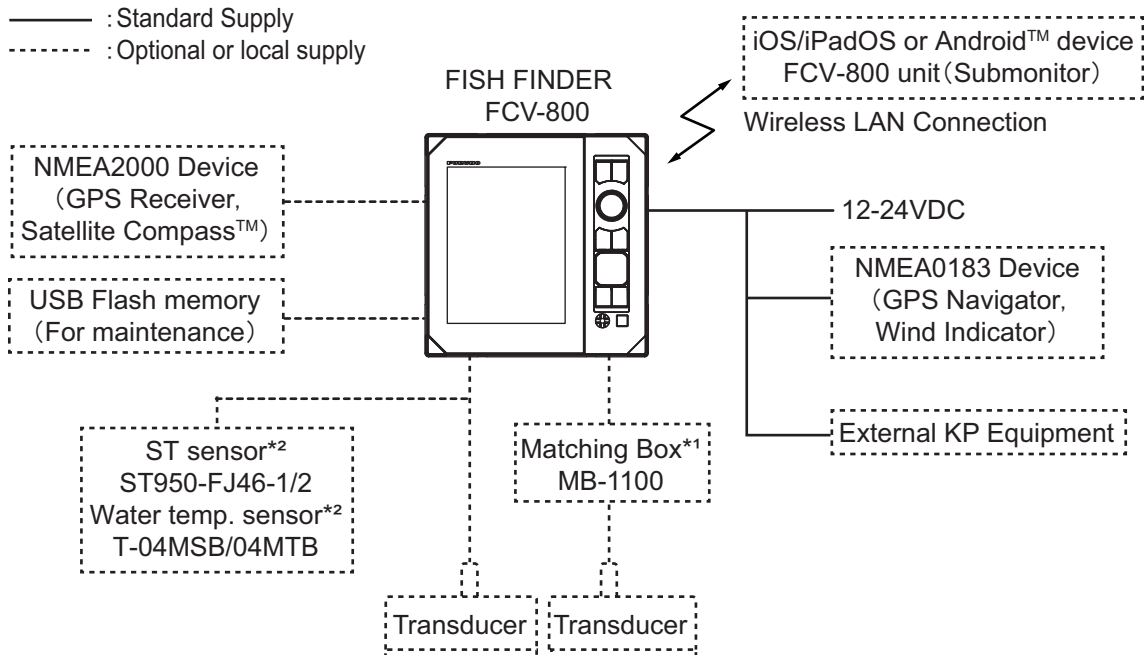 : Standard Supply
: Optional or local supply
FISH FINDER
FCV-800
iOS/iPadOS or Android™ device
FCV-800 unit（Submonitor）
Wireless LAN Connection
NMEA2000 Device
（GPS Receiver,
Satellite Compass™）
USB Flash memory
（For maintenance）
FURUNO
12-24VDC
NMEA0183 Device
（GPS Navigator,
Wind Indicator）
External KP Equipment
ST sensor*²
ST950-FJ46-1/2
Water temp. sensor*²
T-04MSB/04MTB
Matching Box*¹
MB-1100
Transducer
Transducer